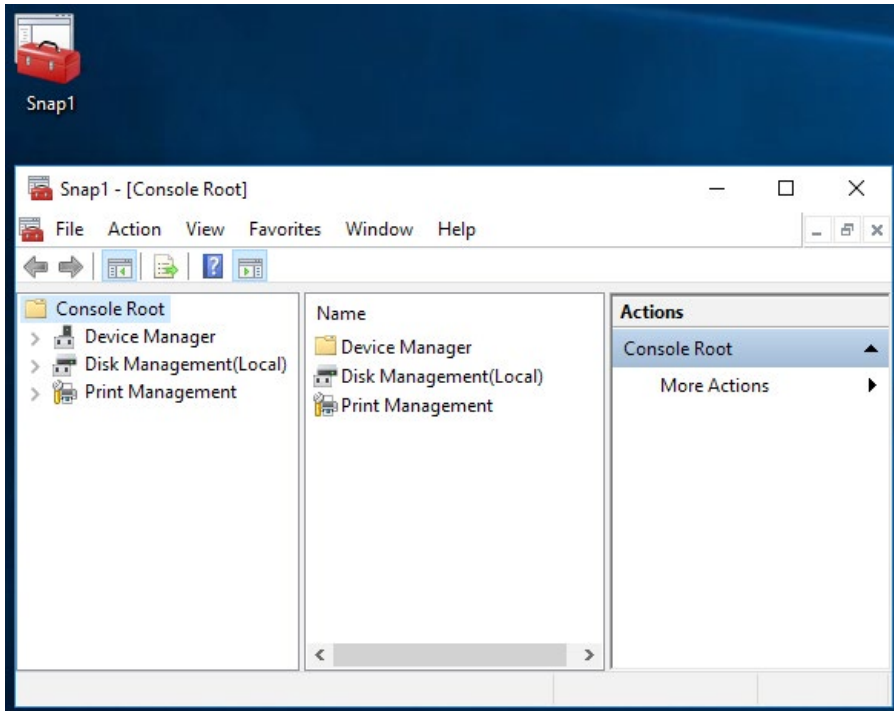 Snap1
Snap1 - [Console Root]
File Action View Favorites Window Help
Console Root
Device Manager
Disk Management(Local)
Print Management
Name
Device Manager
Disk Management(Local)
Print Management
Actions
Console Root
More Actions